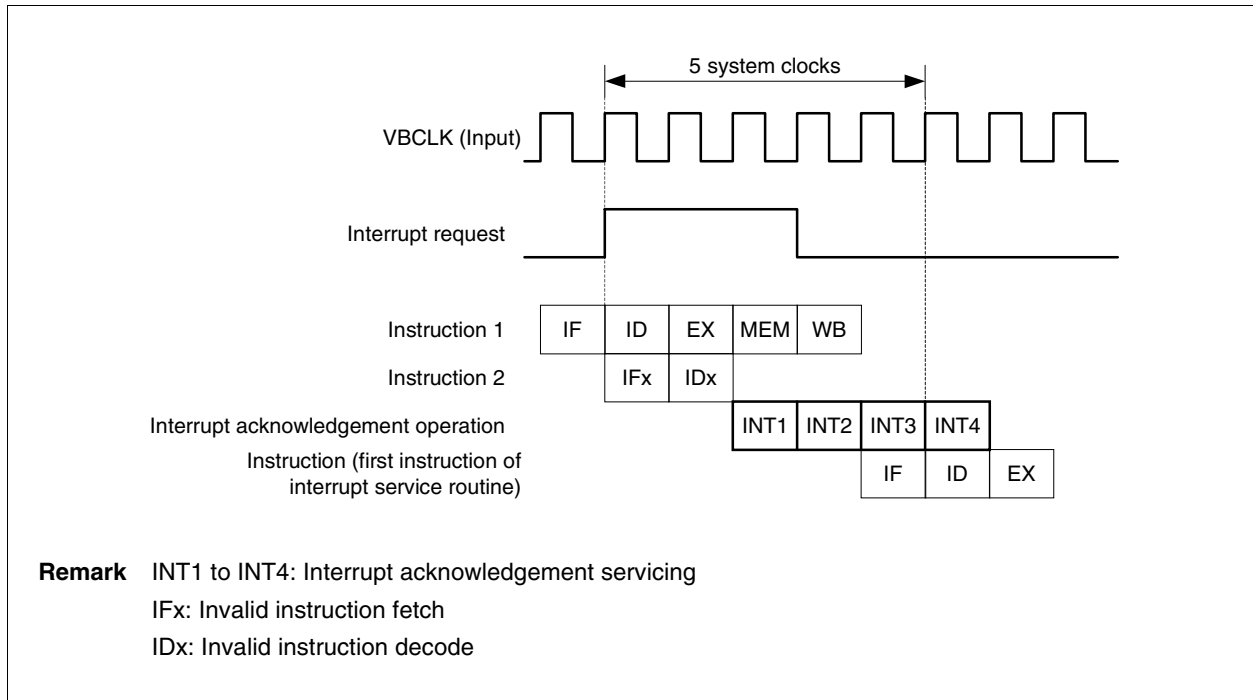 5 system clocks
VBCLK (Input)
Interrupt request
Instruction 1 IF ID EX MEM WB
Instruction 2 IFx IDx
Interrupt acknowledgement operation INT1 INT2 INT3 INT4
Instruction (first instruction of
interrupt service routine) IF ID EX
Remark INT1 to INT4: Interrupt acknowledgement servicing
IFx: Invalid instruction fetch
IDx: Invalid instruction decode